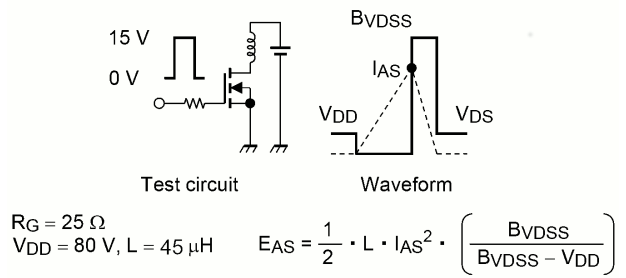 15 V
0 V
BVDSS
IAS
VDD
VDS
Test circuit
Waveform
RG = 25 Ω
VDD = 80 V, L = 45 μH
EAS = 1/2 · L · IAS2 · (BVDSS / BVDSS − VDD)